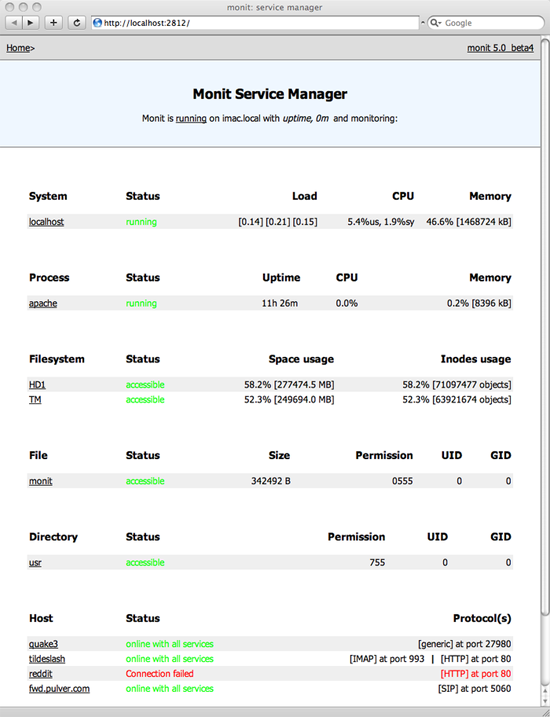 monit: service manager
http://localhost:2812/
Google
Home> monit 5.0_beta4
Monit Service Manager
Monit is running on imac.local with uptime, 0m and monitoring:
System Status Load CPU Memory
localhost running [0.14] [0.21] [0.15] 5.4%us, 1.9%sy 46.6% [1468724 kB]
Process Status Uptime CPU Memory
apache running 11h 26m 0.0% 0.2% [8396 kB]
Filesystem Status Space usage Inodes usage
HD1 accessible 58.2% [277474.5 MB] 58.2% [71097477 objects]
TM accessible 52.3% [249694.0 MB] 52.3% [63921674 objects]
File Status Size Permission UID GID
monit accessible 342492 B 0555 0 0
Directory Status Permission UID GID
usr accessible 755 0 0
Host Status Protocol(s)
quake3 online with all services [generic] at port 27980
tildeslash online with all services [IMAP] at port 993 | [HTTP] at port 80
reddit Connection failed [HTTP] at port 80
fwd.pulver.com online with all services [SIP] at port 5060